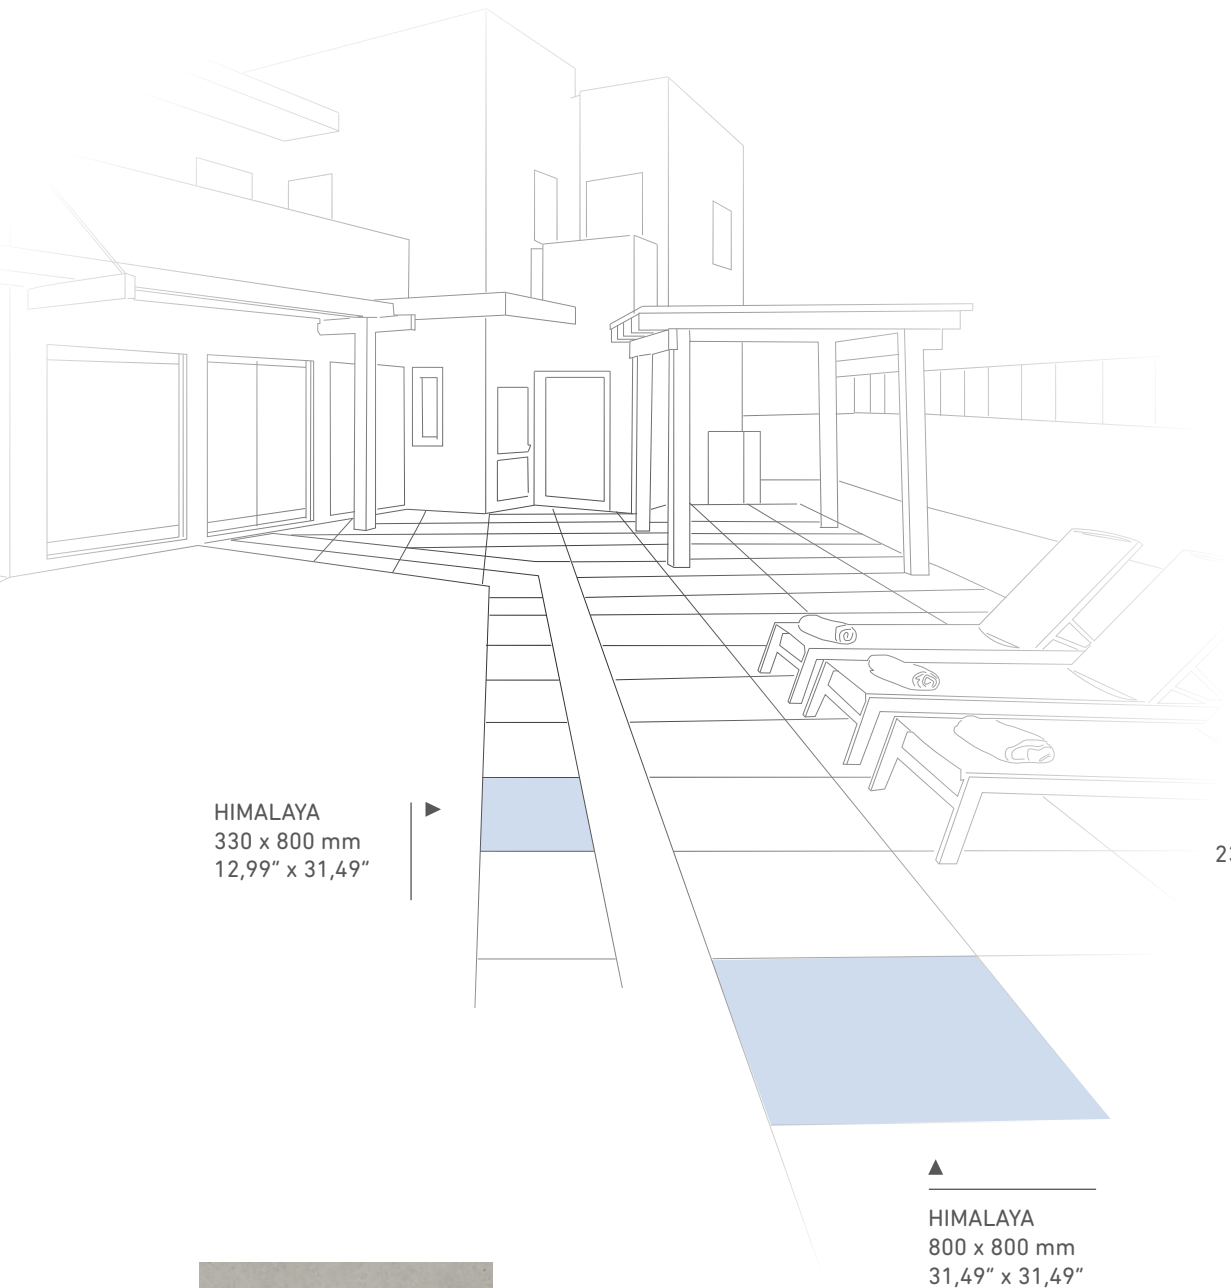 HIMALAYA
330 x 800 mm
12,99” x 31,49”
HIMALAYA
800 x 800 mm
31,49” x 31,49”